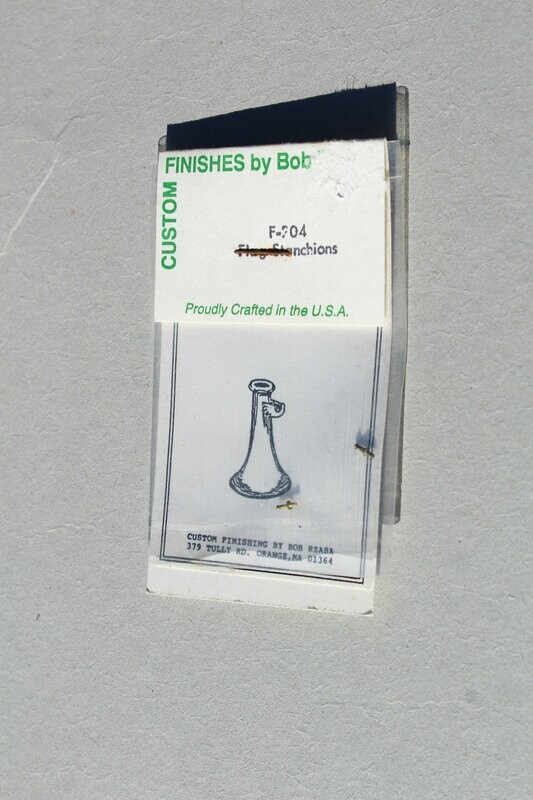 CUSTOM
FINISHES by Bob
F-204
Flag Stanchions
Proudly Crafted in the U.S.A.
CUSTOM FINISHING BY BOB RZASA
379 TULLY RD. ORANGE,MA 01364